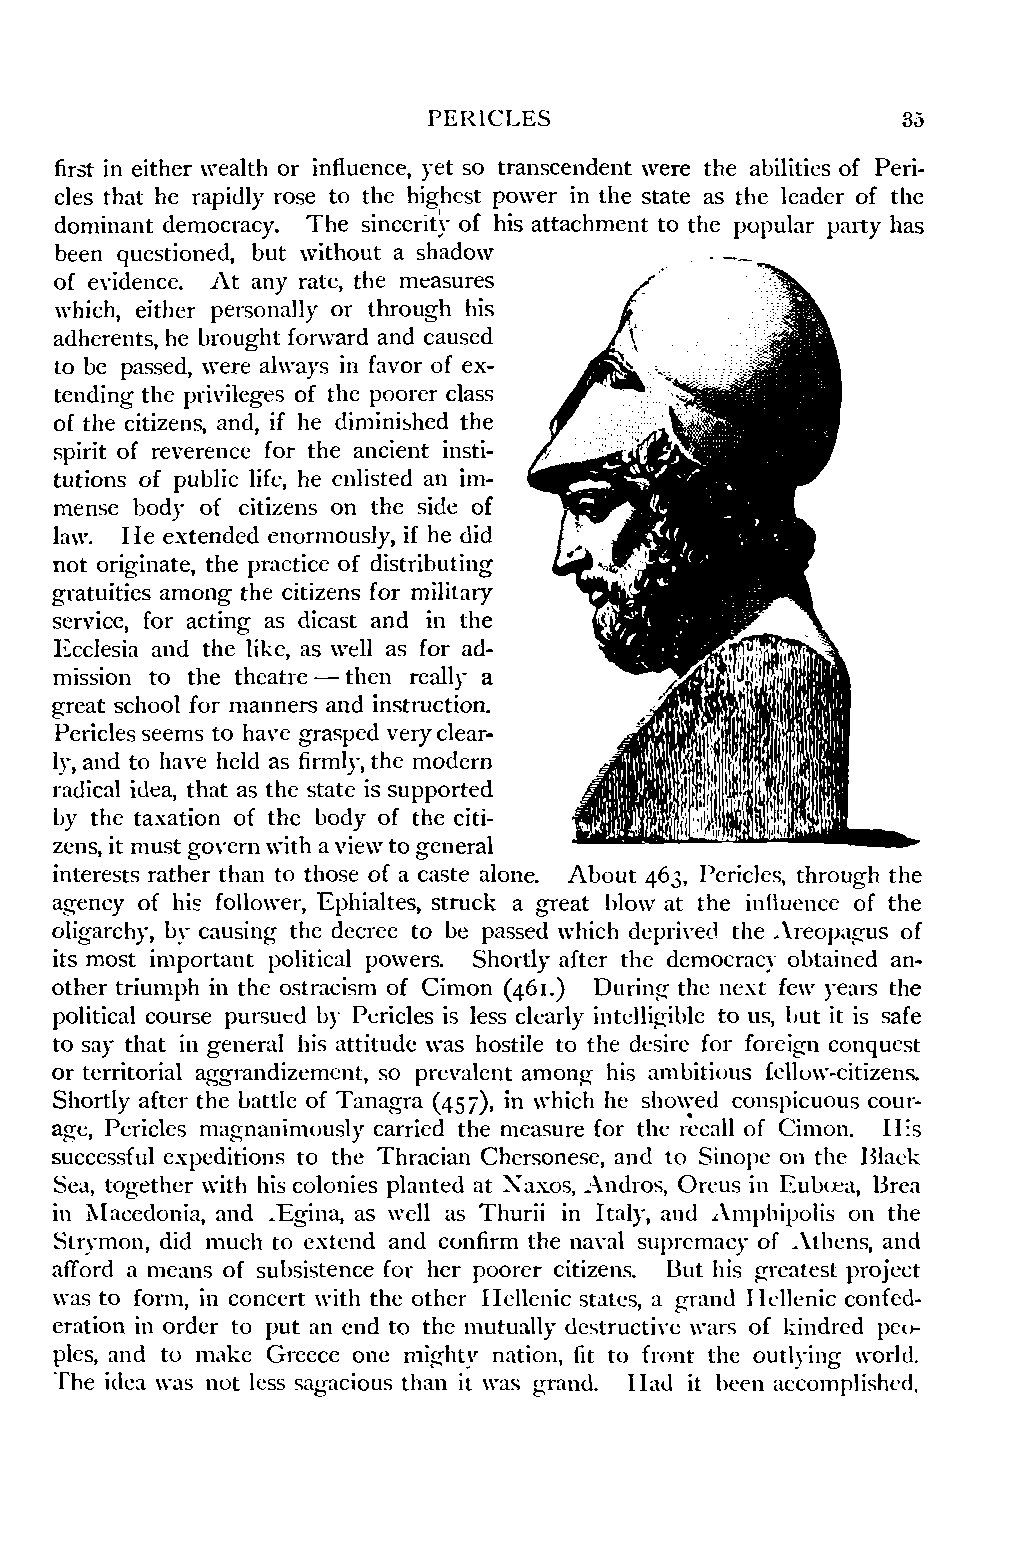 PERICLES 35
first in either wealth or influence, yet so transcendent were the abilities of Peri-
cles that he rapidly rose to the highest power in the state as the leader of the
dominant democracy. The sincerity of his attachment to the popular party has
been questioned, but without a shadow
of evidence. At any rate, the measures
which, either personally or through his
adherents, he brought forward and caused
to be passed, were always in favor of ex-
tending the privileges of the poorer class
of the citizens, and, if he diminished the
spirit of reverence for the ancient insti-
tutions of public life, he enlisted an im-
mense body of citizens on the side of
law. He extended enormously, if he did
not originate, the practice of distributing
gratuities among the citizens for military
service, for acting as dicast and in the
Ecclesia and the like, as well as for ad-
mission to the theatre — then really a
great school for manners and instruction.
Pericles seems to have grasped very clear-
ly, and to have held as firmly, the modern
radical idea, that as the state is supported
by the taxation of the body of the citi-
zens, it must govern with a view to general
interests rather than to those of a caste alone. About 463, Pericles, through the
agency of his follower, Ephialtes, struck a great blow at the influence of the
oligarchy, by causing the decree to be passed which deprived the Areopagus of
its most important political powers. Shortly after the democracy obtained an-
other triumph in the ostracism of Cimon (461.) During the next few years the
political course pursued by Pericles is less clearly intelligible to us, but it is safe
to say that in general his attitude was hostile to the desire for foreign conquest
or territorial aggrandizement, so prevalent among his ambitious fellow-citizens.
Shortly after the battle of Tanagra (457), in which he showed conspicuous cour-
age, Pericles magnanimously carried the measure for the recall of Cimon. His
successful expeditions to the Thracian Chersonese, and to Sinope on the Black
Sea, together with his colonies planted at Naxos, Andros, Oreus in Eubœa, Brea
in Macedonia, and Ægina, as well as Thurii in Italy, and Amphipolis on the
Strymon, did much to extend and confirm the naval supremacy of Athens, and
afford a means of subsistence for her poorer citizens. But his greatest project
was to form, in concert with the other Hellenic states, a grand Hellenic confed-
eration in order to put an end to the mutually destructive wars of kindred peo-
ples, and to make Greece one mighty nation, fit to front the outlying world.
The idea was not less sagacious than it was grand. Had it been accomplished,